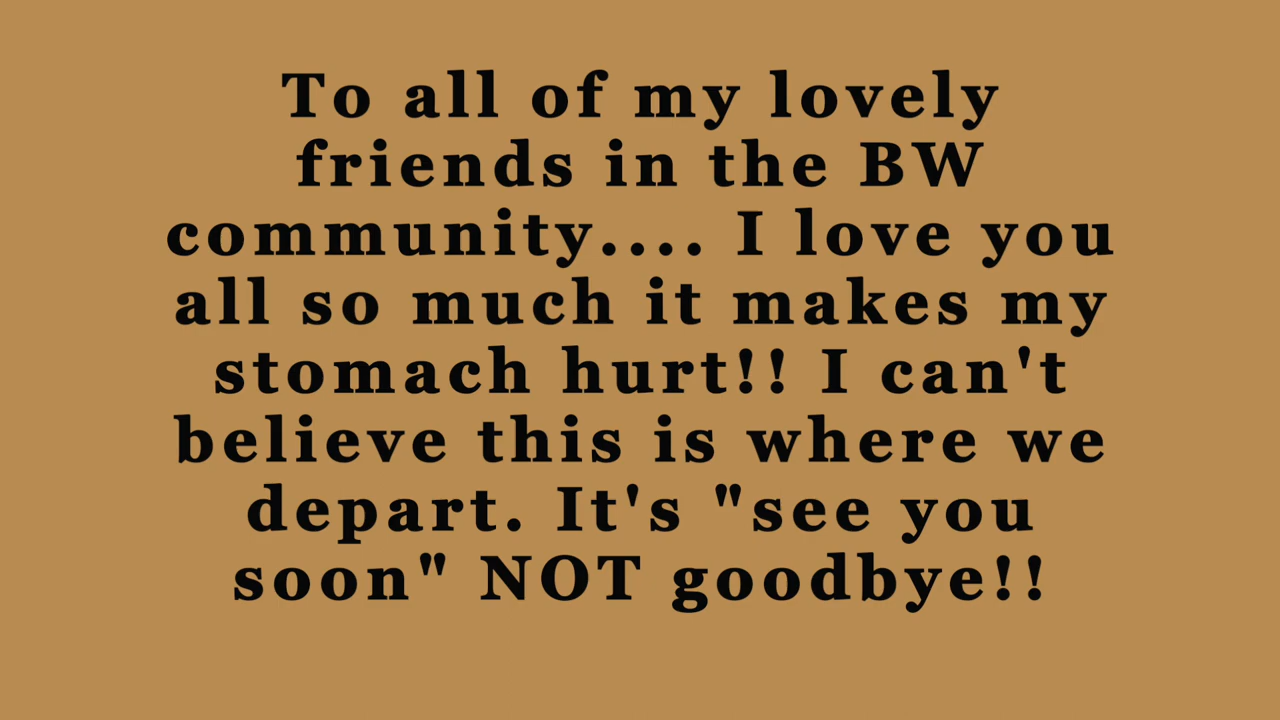 To all of my lovely
friends in the BW
community.... I love you
all so much it makes my
stomach hurt!! I can't
believe this is where we
depart. It's "see you
soon" NOT goodbye!!